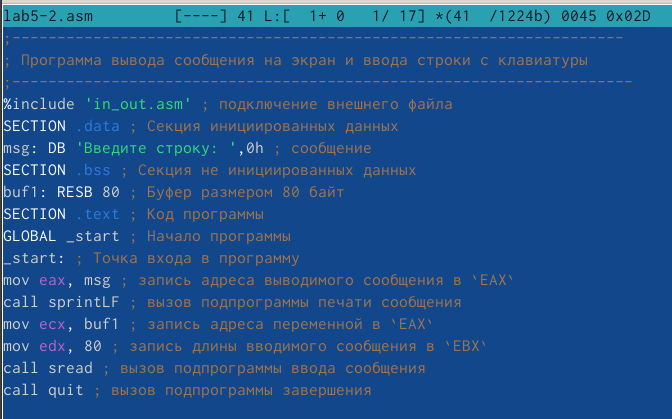 lab5-2.asm [----] 41 L:[ 1+ 0 1/ 17] *(41 /1224b) 0045 0x02D
;--------------------------------------------------------------------
; Программа вывода сообщения на экран и ввода строки с клавиатуры
;---------------------------------------------------------------------
%include 'in_out.asm' ; подключение внешнего файла
SECTION .data ; Секция инициированных данных
msg: DB 'Введите строку: ',0h ; сообщение
SECTION .bss ; Секция не инициированных данных
buf1: RESB 80 ; Буфер размером 80 байт
SECTION .text ; Код программы
GLOBAL _start ; Начало программы
_start: ; Точка входа в программу
mov eax, msg ; запись адреса выводимого сообщения в `EAX`
call sprintLF ; вызов подпрограммы печати сообщения
mov ecx, buf1 ; запись адреса переменной в `EAX`
mov edx, 80 ; запись длины вводимого сообщения в `EBX`
call sread ; вызов подпрограммы ввода сообщения
call quit ; вызов подпрограммы завершения